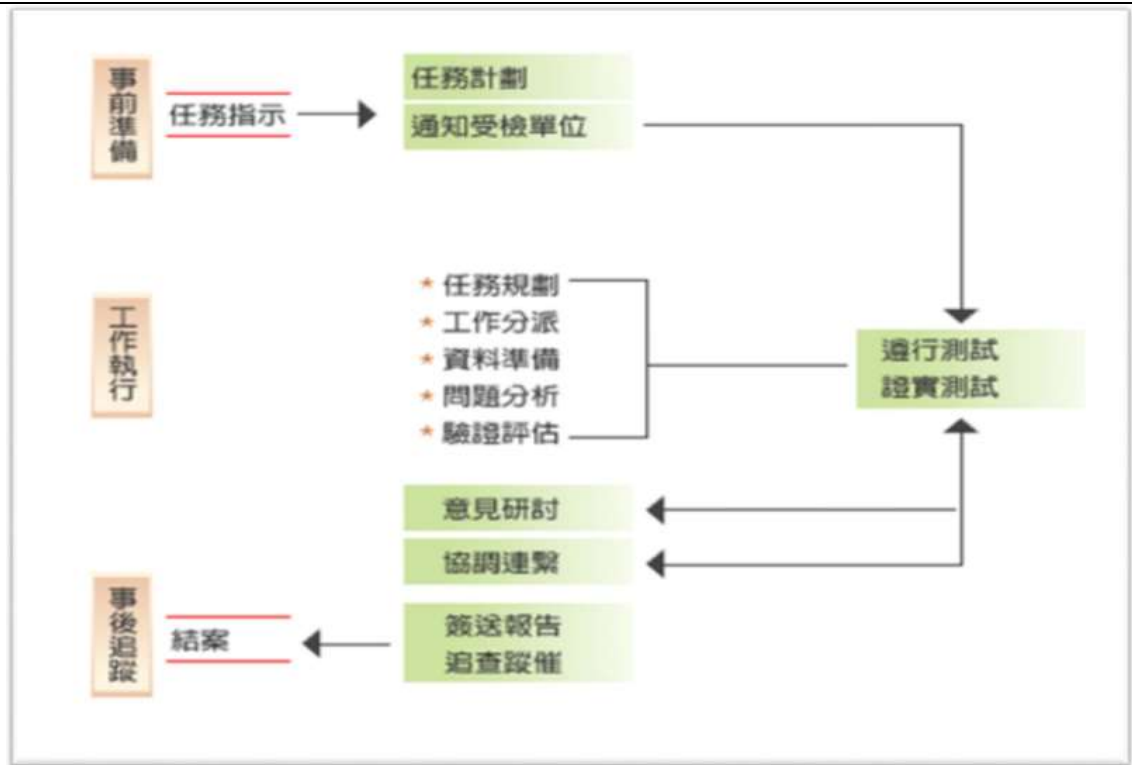 事前準備
任務指示
任務計劃
通知受檢單位
工作執行
★ 任務規劃
★ 工作分派
★ 資料準備
★ 問題分析
★ 驗證評估
遵行測試
證實測試
意見研討
協調連繫
事後追蹤
結案
簽送報告
追查蹤催